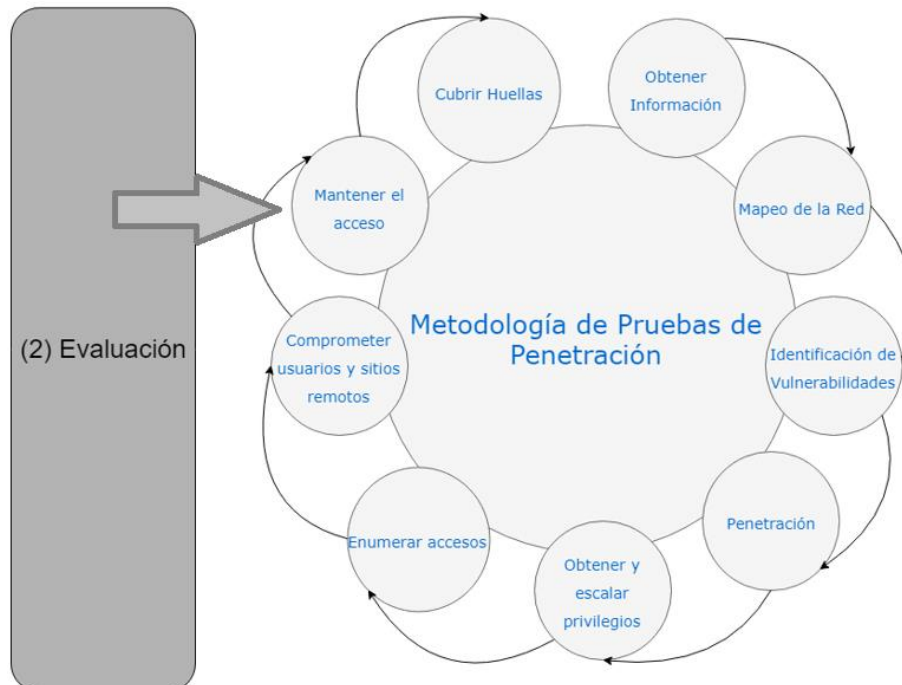 (2) Evaluación
Metodología de Pruebas de
Penetración
Obtener
Información
Mapeo de la Red
Identificación de
Vulnerabilidades
Penetración
Obtener y
escalar
privilegios
Enumerar accesos
Comprometer
usuarios y sitios
remotos
Mantener el
acceso
Cubrir Huellas